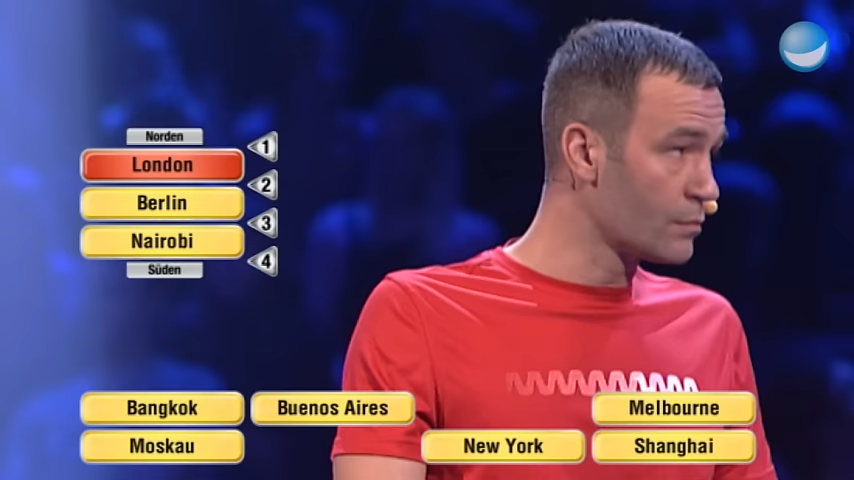 Norden
1
London
2
Berlin
3
Nairobi
4
Süden
Bangkok
Buenos Aires
Melbourne
Moskau
New York
Shanghai